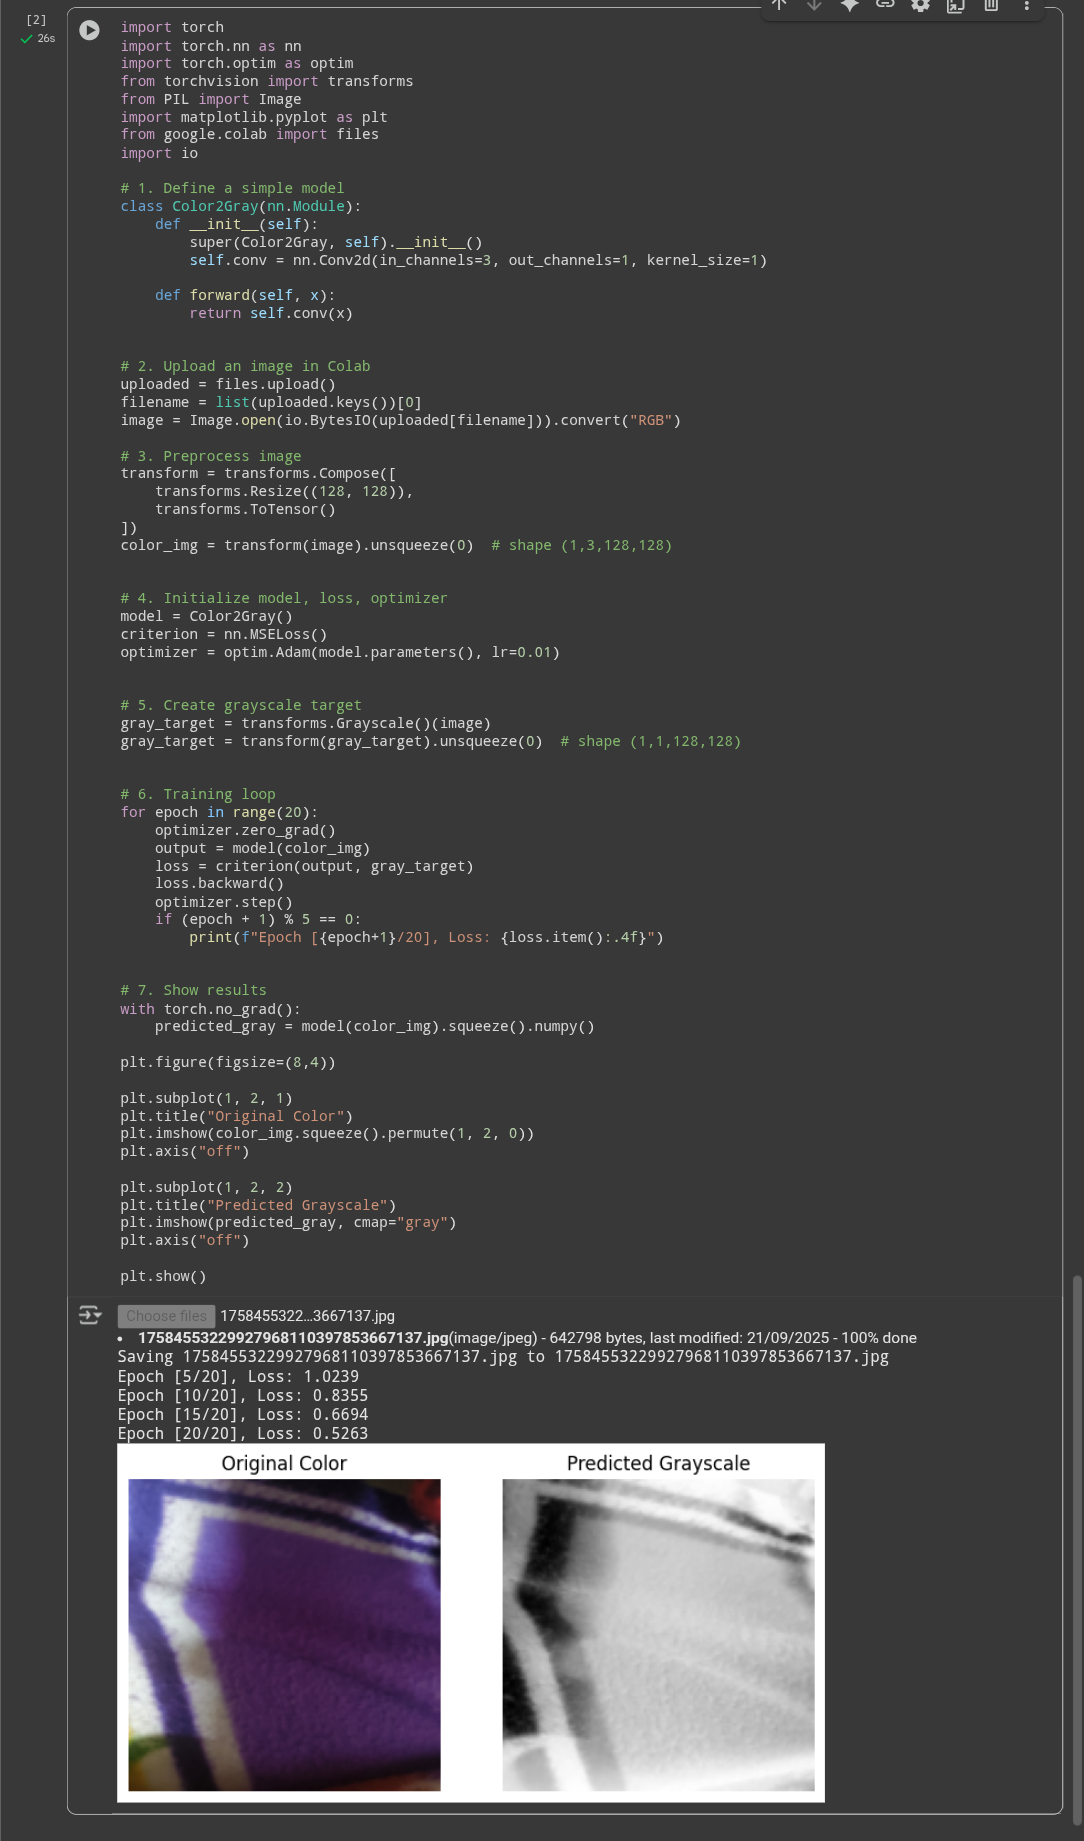 [2]
26s
import torch
import torch.nn as nn
import torch.optim as optim
from torchvision import transforms
from PIL import Image
import matplotlib.pyplot as plt
from google.colab import files
import io
# 1. Define a simple model
class Color2Gray(nn.Module):
    def __init__(self):
        super(Color2Gray, self).__init__()
        self.conv = nn.Conv2d(in_channels=3, out_channels=1, kernel_size=1)
    def forward(self, x):
        return self.conv(x)
# 2. Upload an image in Colab
uploaded = files.upload()
filename = list(uploaded.keys())[0]
image = Image.open(io.BytesIO(uploaded[filename])).convert("RGB")
# 3. Preprocess image
transform = transforms.Compose([
    transforms.Resize((128, 128)),
    transforms.ToTensor()
])
color_img = transform(image).unsqueeze(0)  # shape (1,3,128,128)
# 4. Initialize model, loss, optimizer
model = Color2Gray()
criterion = nn.MSELoss()
optimizer = optim.Adam(model.parameters(), lr=0.01)
# 5. Create grayscale target
gray_target = transforms.Grayscale()(image)
gray_target = transform(gray_target).unsqueeze(0)  # shape (1,1,128,128)
# 6. Training loop
for epoch in range(20):
    optimizer.zero_grad()
    output = model(color_img)
    loss = criterion(output, gray_target)
    loss.backward()
    optimizer.step()
    if (epoch + 1) % 5 == 0:
        print(f"Epoch [{epoch+1}/20], Loss: {loss.item():.4f}")
# 7. Show results
with torch.no_grad():
    predicted_gray = model(color_img).squeeze().numpy()
plt.figure(figsize=(8,4))
plt.subplot(1, 2, 1)
plt.title("Original Color")
plt.imshow(color_img.squeeze().permute(1, 2, 0))
plt.axis("off")
plt.subplot(1, 2, 2)
plt.title("Predicted Grayscale")
plt.imshow(predicted_gray, cmap="gray")
plt.axis("off")
plt.show()
Choose files 1758455322...3667137.jpg
• 17584553229927968110397853667137.jpg(image/jpeg) - 642798 bytes, last modified: 21/09/2025 - 100% done
Saving 17584553229927968110397853667137.jpg to 17584553229927968110397853667137.jpg
Epoch [5/20], Loss: 1.0239
Epoch [10/20], Loss: 0.8355
Epoch [15/20], Loss: 0.6694
Epoch [20/20], Loss: 0.5263
Original Color
Predicted Grayscale